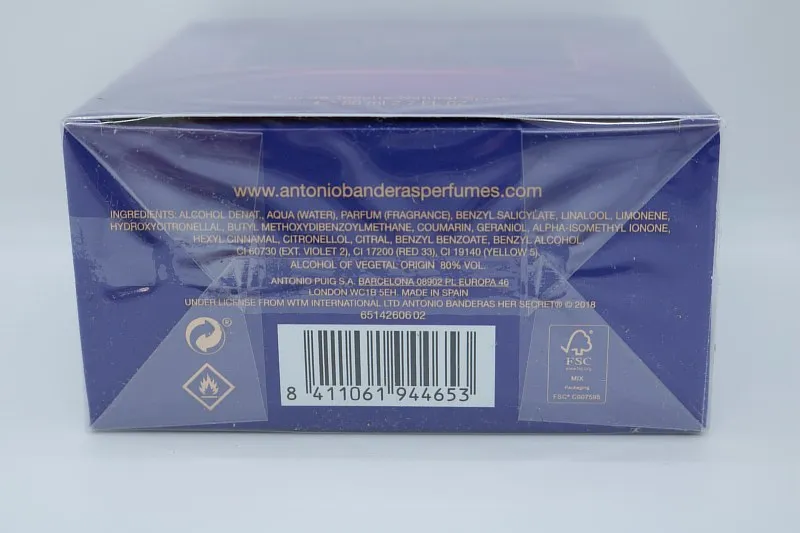 www.antoniobanderasperfumes.com
INGREDIENTS: ALCOHOL DENAT., AQUA (WATER), PARFUM (FRAGRANCE), BENZYL SALICYLATE, LINALOOL, LIMONENE,
HYDROXYCITRONELLAL, BUTYL METHOXYDIBENZOYLMETHANE, COUMARIN, GERANIOL, ALPHA-ISOMETHYL IONONE,
HEXYL CINNAMAL, CITRONELLOL, CITRAL, BENZYL BENZOATE, BENZYL ALCOHOL,
CI 60730 (EXT. VIOLET 2), CI 17200 (RED 33), CI 19140 (YELLOW 5).
ALCOHOL OF VEGETAL ORIGIN 80% VOL.
ANTONIO PUIG S.A. BARCELONA 08902 PL EUROPA 46
LONDON WC1B 5EH. MADE IN SPAIN
UNDER LICENSE FROM WTM INTERNATIONAL LTD ANTONIO BANDERAS HER SECRET® © 2018
6514260602
®
8 411061 944653
FSC
www.fsc.org
MIX
Packaging